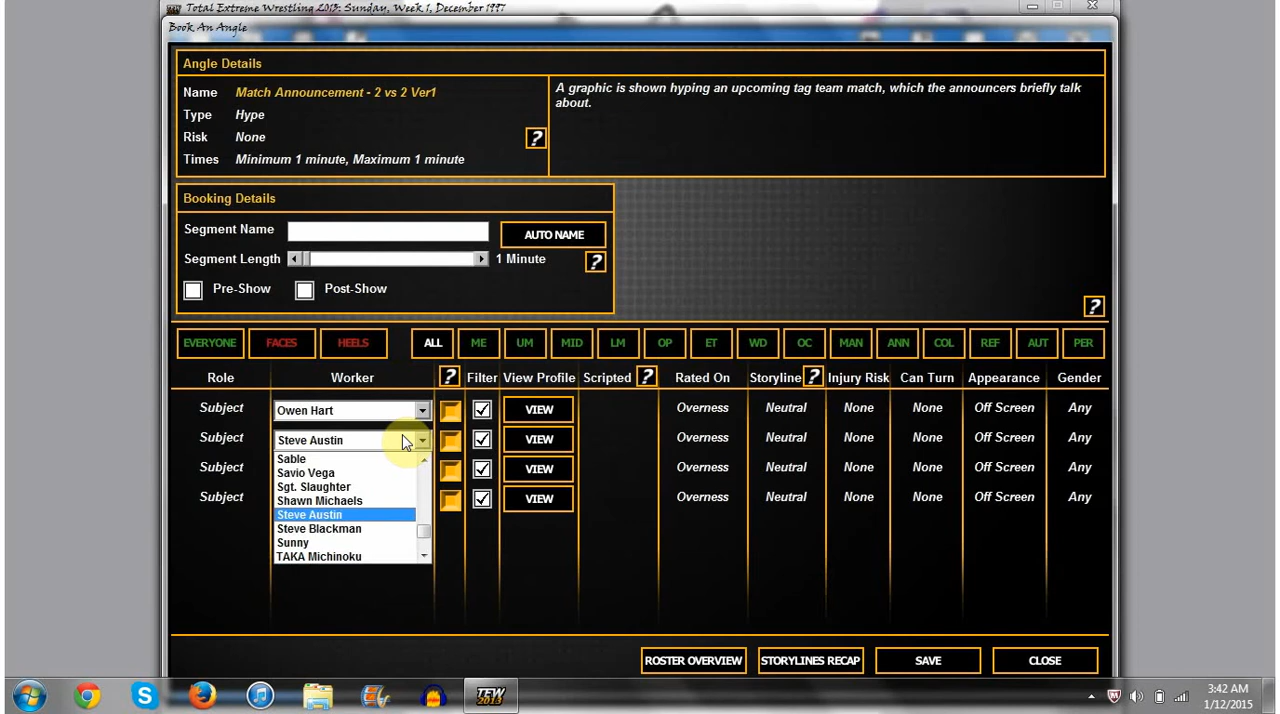 Total Extreme Wrestling 2013: Sunday, Week 1, December 1997
Book An Angle
Angle Details
Name Match Announcement - 2 vs 2 Ver1
Type Hype
Risk None
?
Times Minimum 1 minute, Maximum 1 minute
A graphic is shown hyping an upcoming tag team match, which the announcers briefly talk
about.
Booking Details
Segment Name AUTO NAME
Segment Length 1 Minute ?
Pre-Show Post-Show
?
EVERYONE FACES HEELS ALL ME UM MID LM OP ET WD OC MAN ANN COL REF AUT PER
Role Worker ? Filter View Profile Scripted ? Rated On Storyline ? Injury Risk Can Turn Appearance Gender
Subject Owen Hart VIEW Overness Neutral None None Off Screen Any
Subject Steve Austin VIEW Overness Neutral None None Off Screen Any
Subject VIEW Overness Neutral None None Off Screen Any
Subject VIEW Overness Neutral None None Off Screen Any
Sable
Savio Vega
Sgt. Slaughter
Shawn Michaels
Steve Austin
Steve Blackman
Sunny
TAKA Michinoku
ROSTER OVERVIEW STORYLINES RECAP SAVE CLOSE
TEW
2013
3:42 AM
1/12/2015